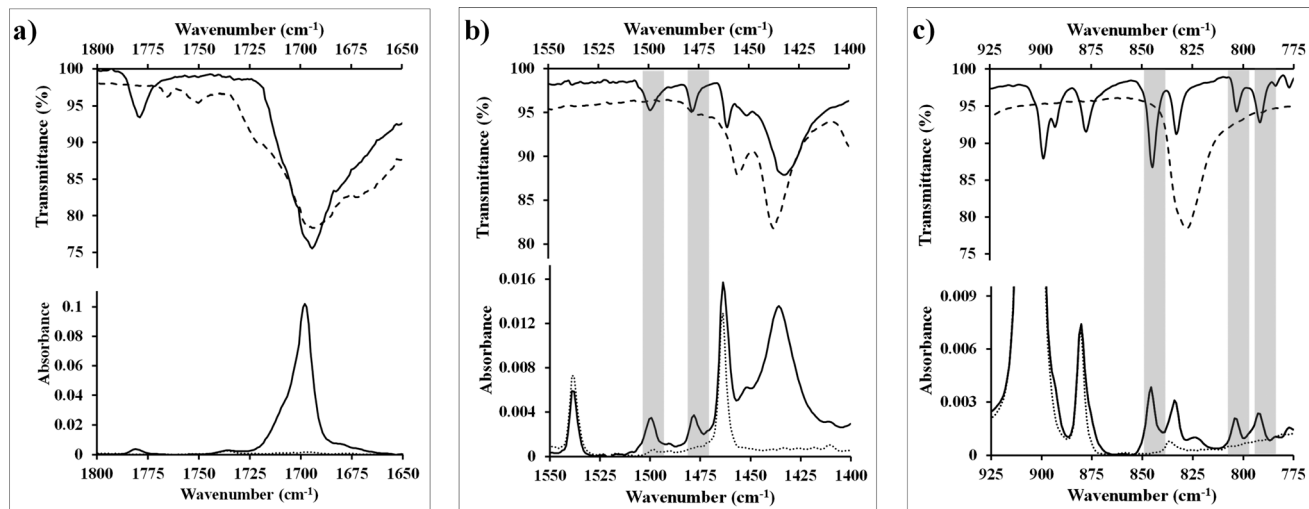 a)
Wavenumber (cm-1)
1800 1775 1750 1725 1700 1675 1650
100
95
90
85
80
75
Transmittance (%)
0.1
0.08
0.06
0.04
0.02
0
Absorbance
1800 1775 1750 1725 1700 1675 1650
Wavenumber (cm-1)
b)
Wavenumber (cm-1)
1550 1525 1500 1475 1450 1425 1400
100
95
90
85
80
Transmittance (%)
0.016
0.012
0.008
0.004
0
Absorbance
1550 1525 1500 1475 1450 1425 1400
Wavenumber (cm-1)
c)
Wavenumber (cm-1)
925 900 875 850 825 800 775
100
95
90
85
80
75
Transmittance (%)
0.009
0.006
0.003
0
Absorbance
925 900 875 850 825 800 775
Wavenumber (cm-1)